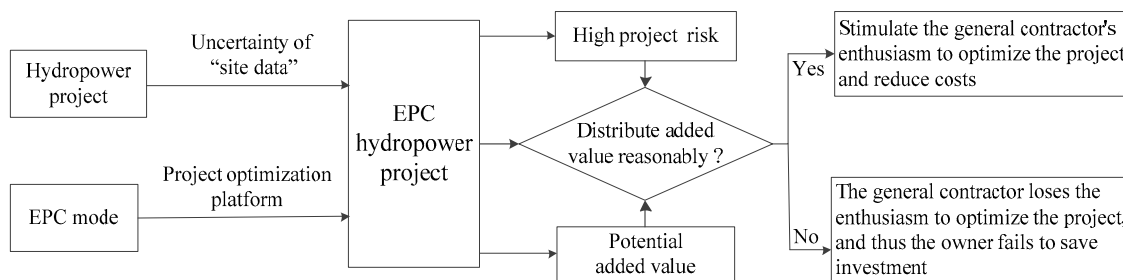 Hydropower
project
Uncertainty of
“site data”
EPC mode
Project optimization
platform
EPC
hydropower
project
High project risk
Distribute added
value reasonably？
Potential
added value
Yes
Stimulate the general contractor's
enthusiasm to optimize the project
and reduce costs
No
The general contractor loses the
enthusiasm to optimize the project,
and thus the owner fails to save
investment